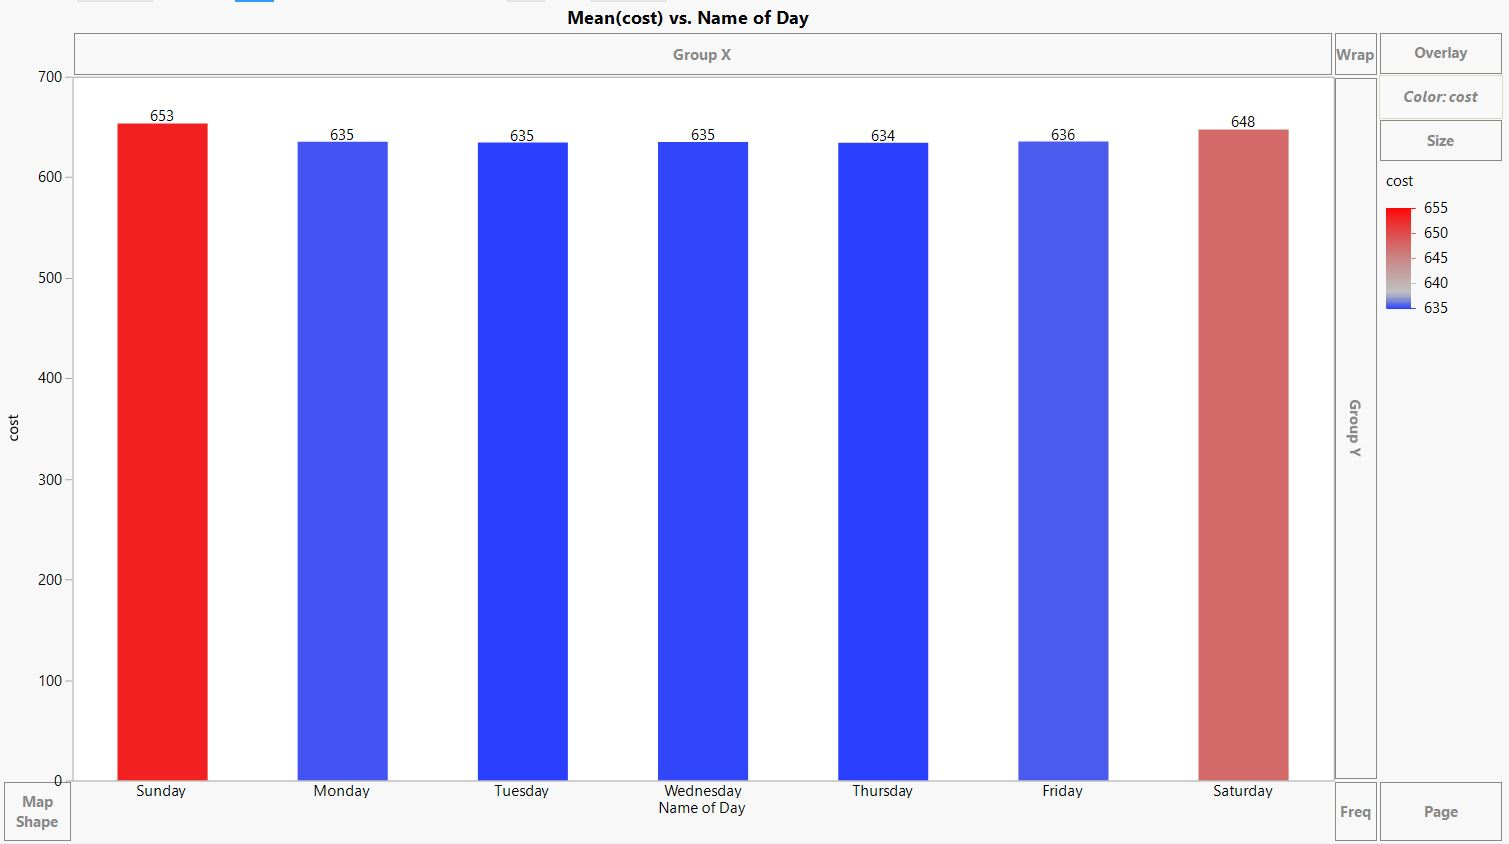 Mean(cost) vs. Name of Day
Group X
Wrap
Overlay
Color: cost
Size
cost
655
650
645
640
635
700
600
500
400
300
200
100
0
cost
653
635
635
635
634
636
648
Group Y
Sunday
Monday
Tuesday
Wednesday
Thursday
Friday
Saturday
Name of Day
Map
Shape
Freq
Page